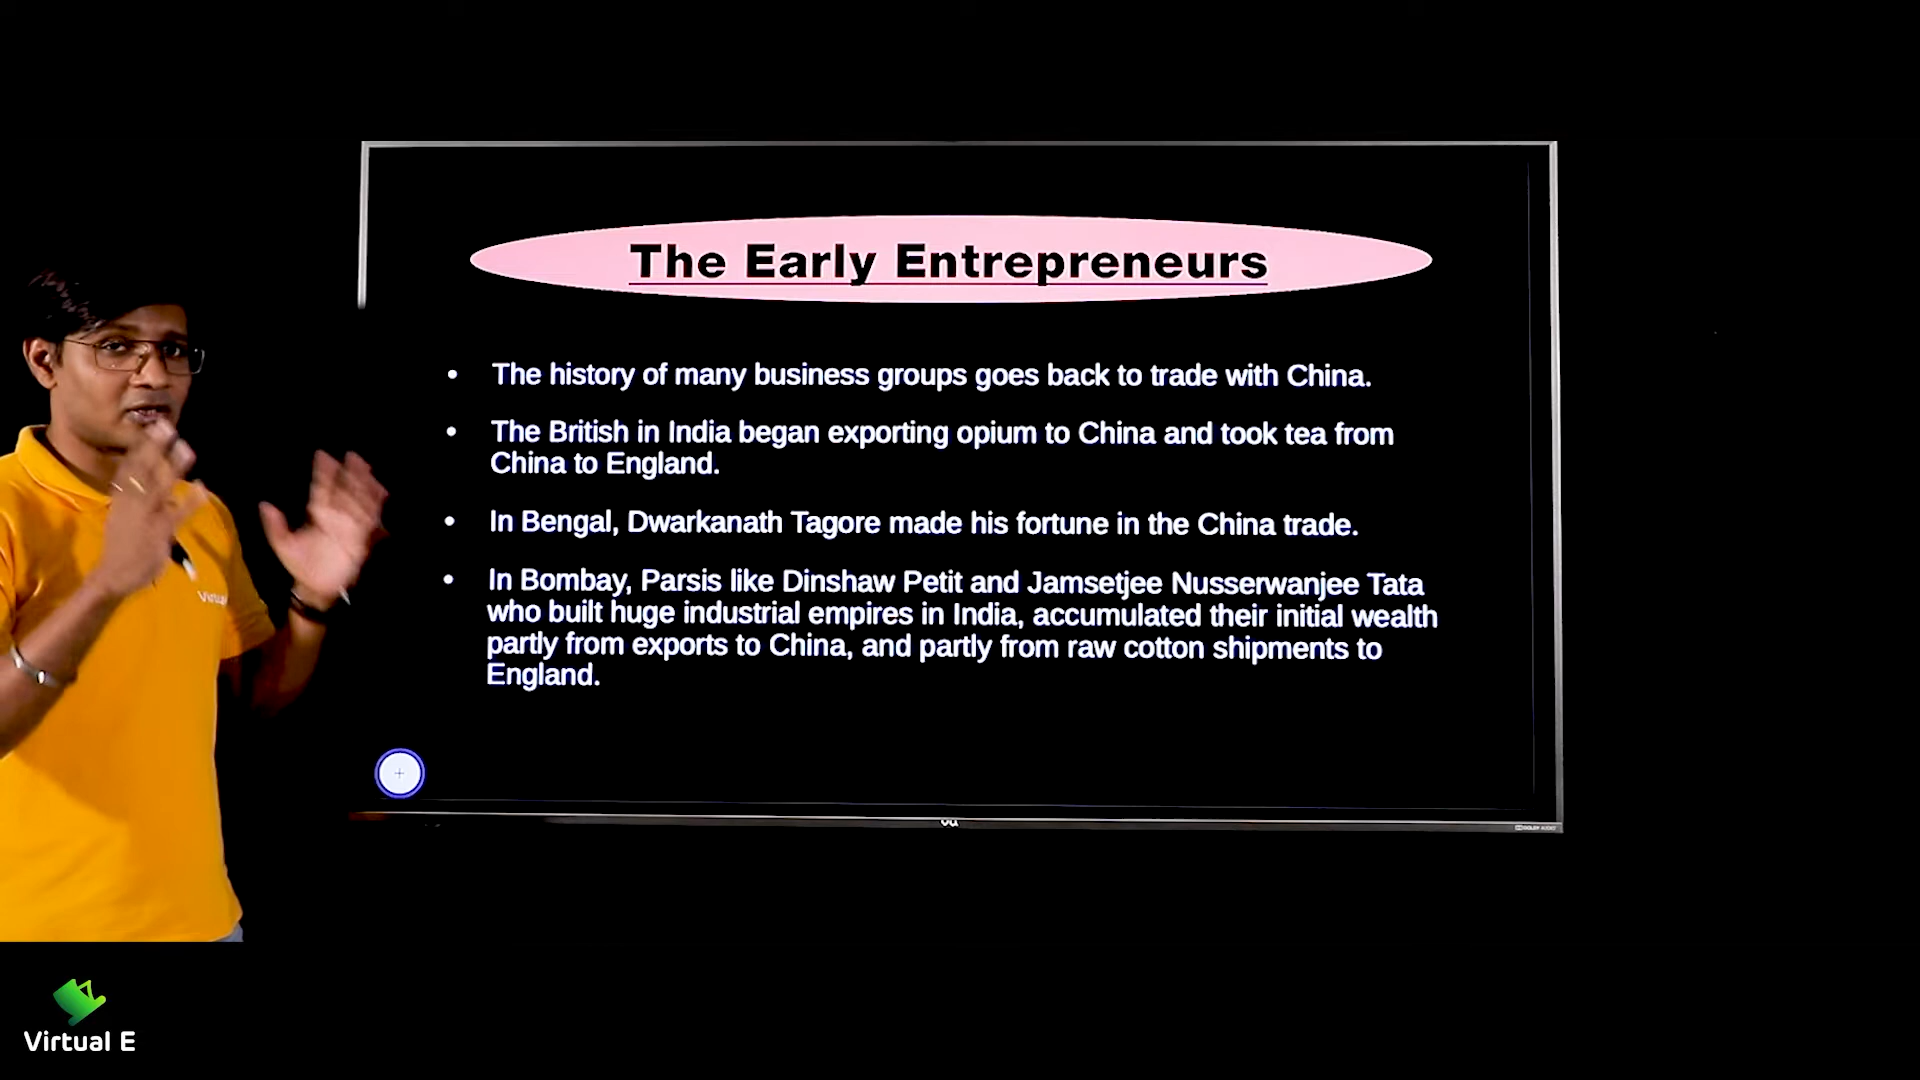 The Early Entrepreneurs
• The history of many business groups goes back to trade with China.
• The British in India began exporting opium to China and took tea from
China to England.
• In Bengal, Dwarkanath Tagore made his fortune in the China trade.
• In Bombay, Parsis like Dinshaw Petit and Jamsetjee Nusserwanjee Tata
who built huge industrial empires in India, accumulated their initial wealth
partly from exports to China, and partly from raw cotton shipments to
England.
Virtual E